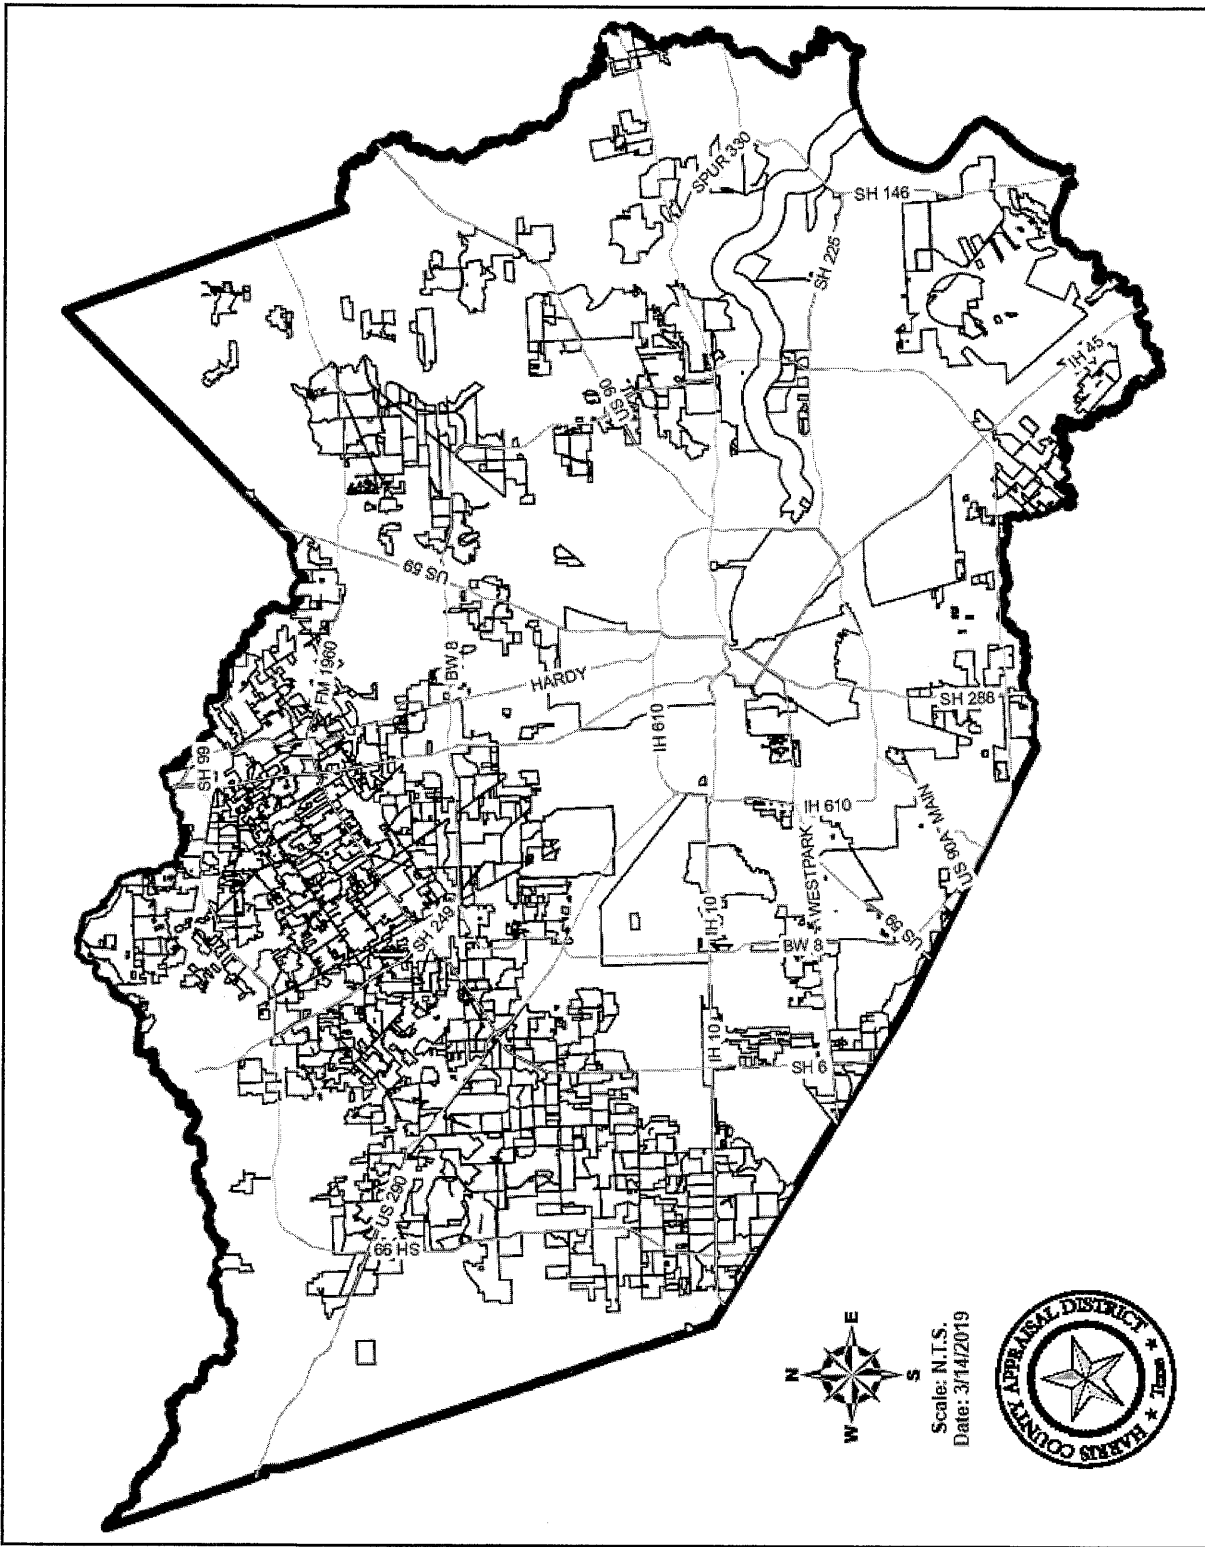 SPUR 330
SH 146
SH 225
IH 45
US 90
US 59
FM 1960
BW 8
HARDY
SH 288
IH 610
SH 99
IH 610
US 90A
MAIN
WESTPARK
SH 249
IH 10
US 59
BW 8
IH 10
SH 6
US 290
SH 99
N
W E
S
Scale: N.T.S.
Date: 3/14/2019
HARRIS COUNTY APPRAISAL DISTRICT
Texas